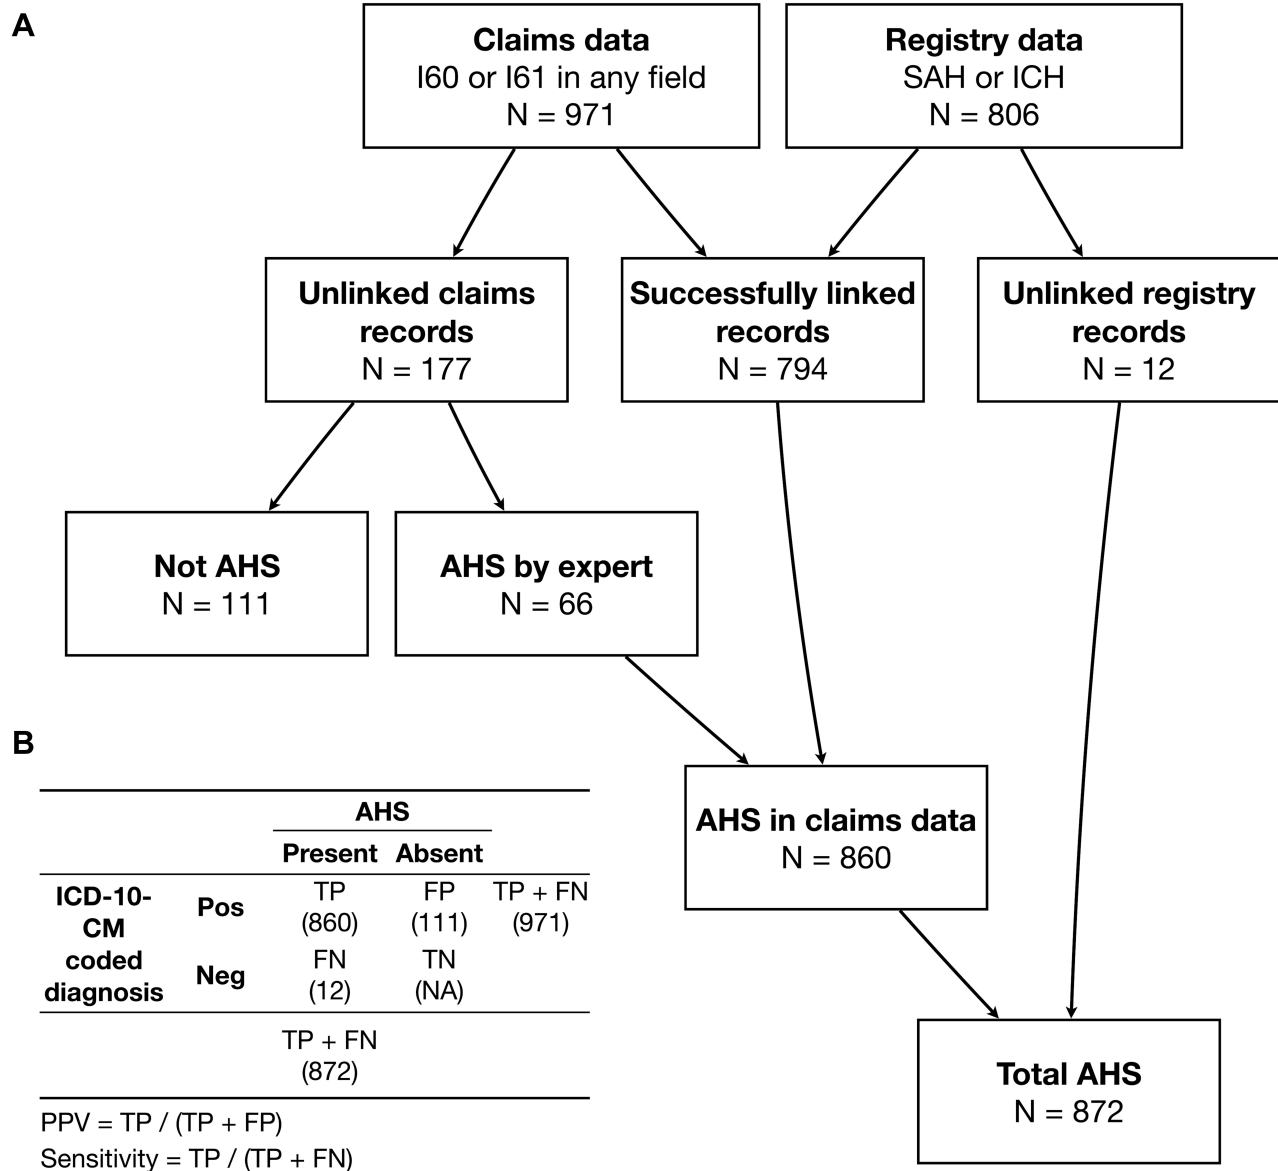 A
Claims data
I60 or I61 in any field
N = 971
Registry data
SAH or ICH
N = 806
Unlinked claims
records
N = 177
Successfully linked
records
N = 794
Unlinked registry
records
N = 12
Not AHS
N = 111
AHS by expert
N = 66
AHS in claims data
N = 860
Total AHS
N = 872
B
AHS
Present Absent
ICD-10-
CM
coded
diagnosis
Pos
TP FP TP + FN
(860) (111) (971)
Neg
FN TN
(12) (NA)
TP + FN
(872)
PPV = TP / (TP + FP)
Sensitivity = TP / (TP + FN)